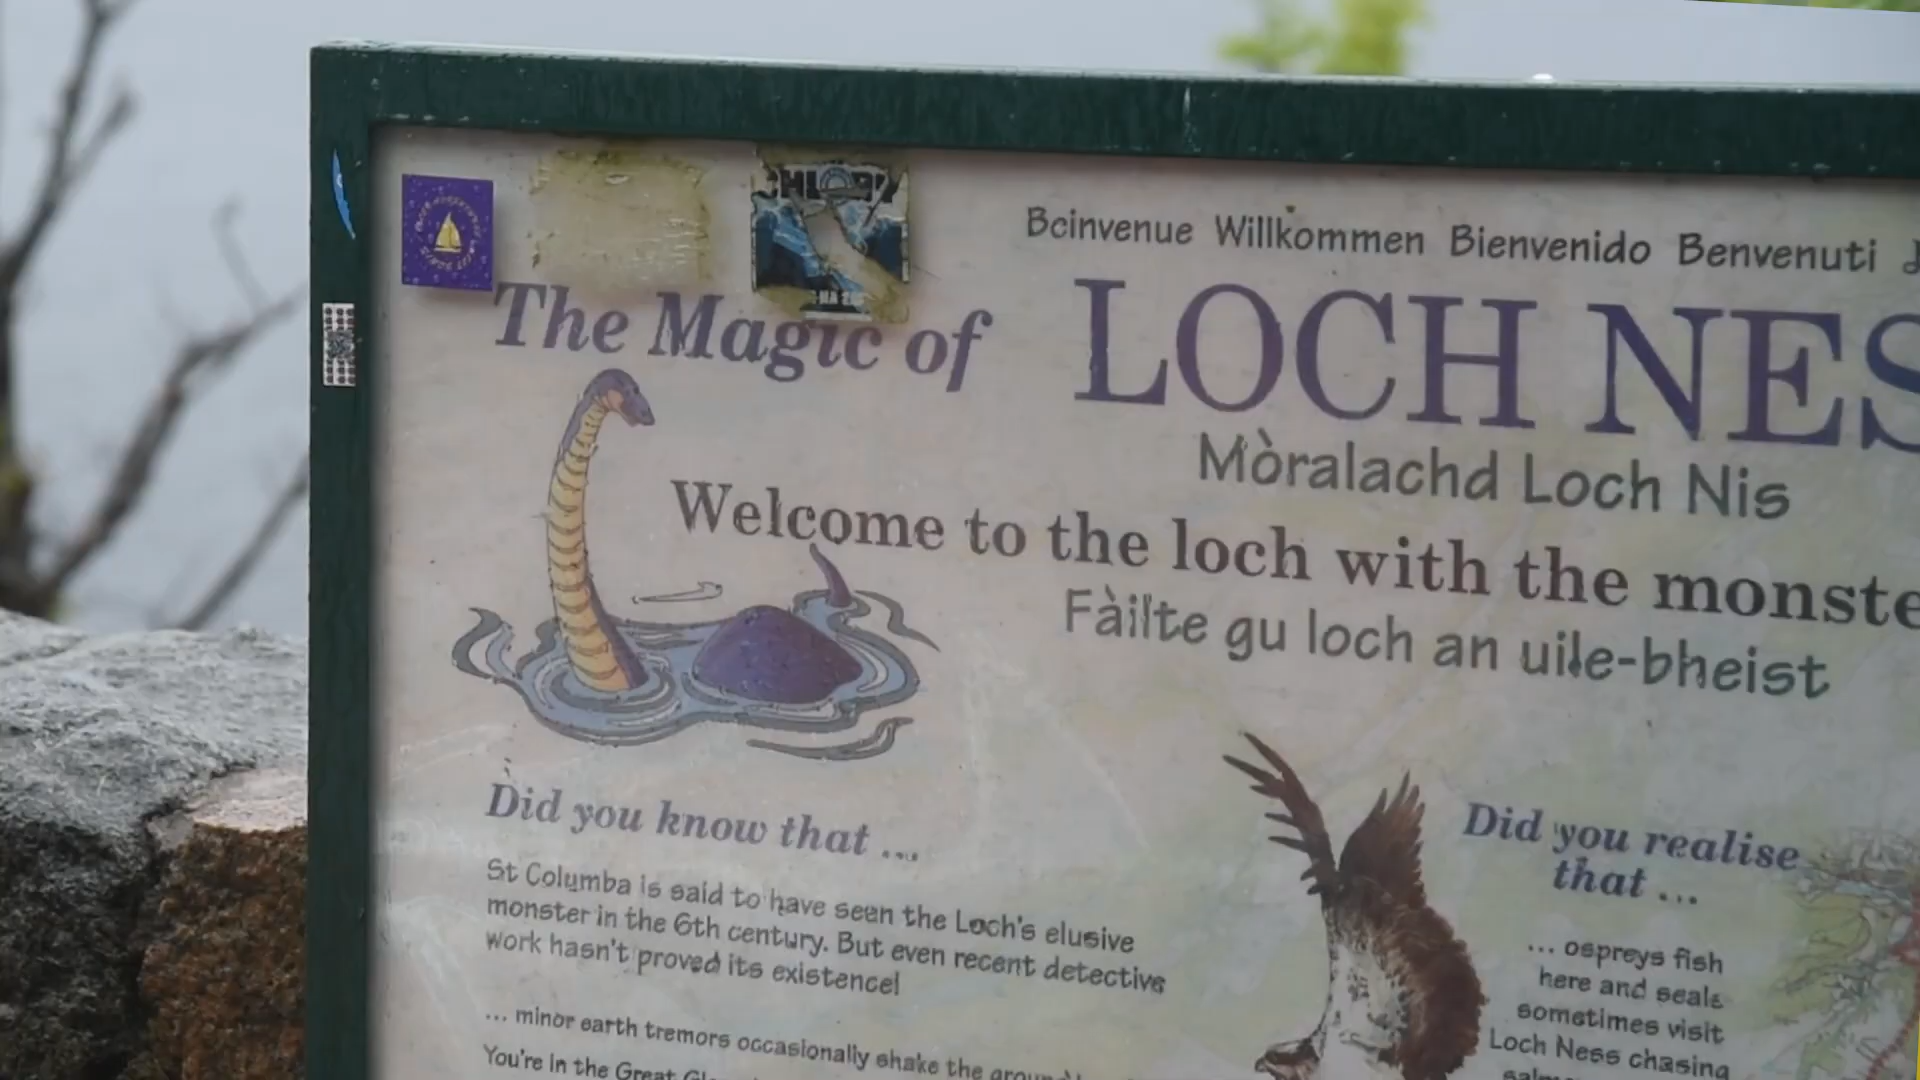 Beinvenue Willkommen Bienvenido Benvenuti
The Magic of LOCH NES
Mòralachd Loch Nis
Welcome to the loch with the monste
Fàilte gu loch an uile-bheist
Did you know that ...
St Columba is said to have seen the Loch's elusive
monster in the 6th century. But even recent detective
work hasn't proved its existence!
... minor earth tremors occasionally shake the ground
You're in the Great
Did you realise
that ...
... ospreys fish
here and seals
sometimes visit
Loch Ness chasing